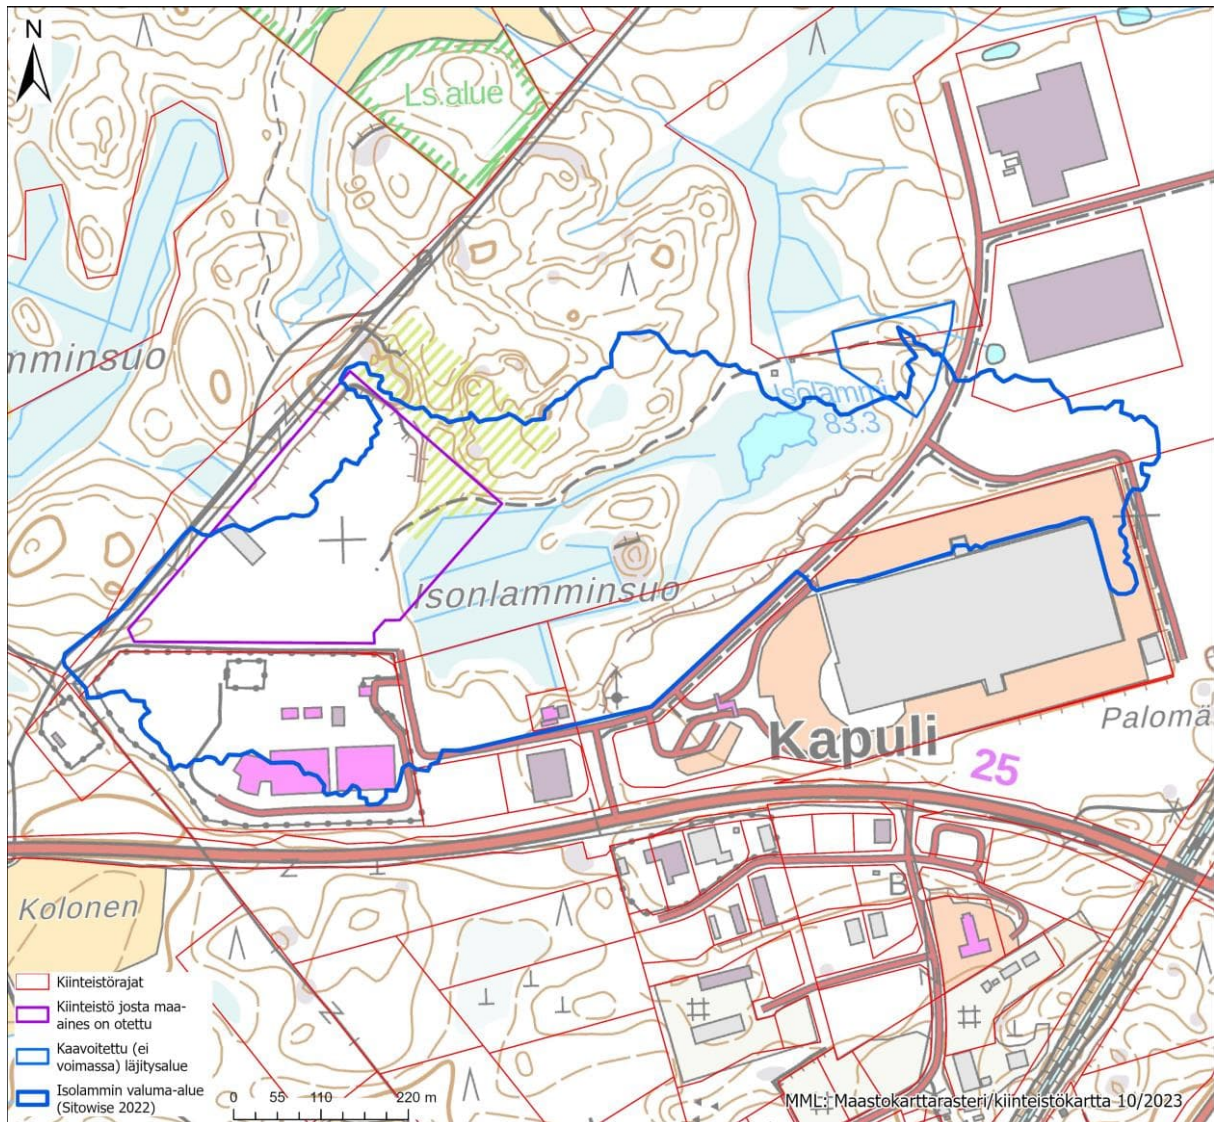 N
Ls.alue
90
mminsuo
Isolammi
83.3
Isonlamminsuo
Kapuli
Palomä
25
Kolonen
B
Kiinteistörajat
Kiinteistö josta maa-
aines on otettu
Kaavoitettu (ei
voimassa) läjitysalue
Isolammin valuma-alue
(Sitowise 2022)
0 55 110 220 m
MML: Maastokarttarasteri/kiinteistökartta 10/2023